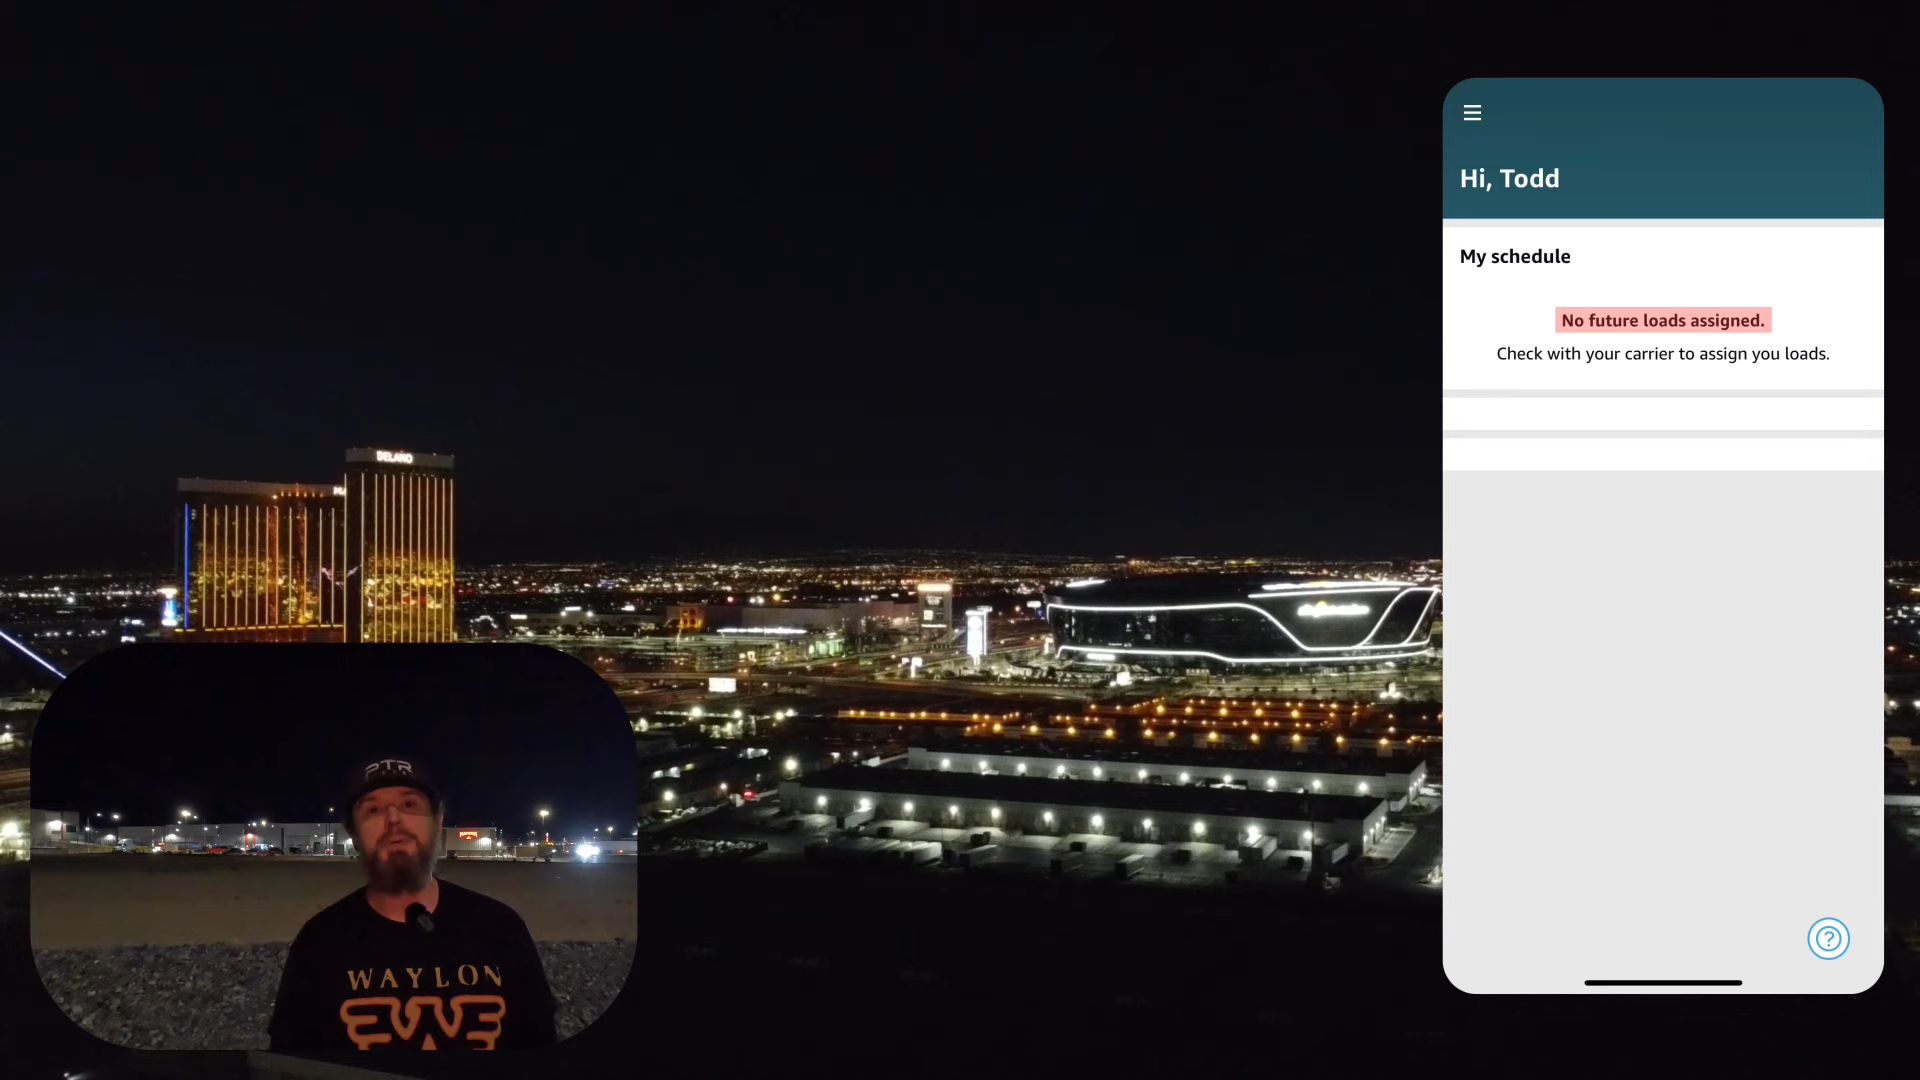 Hi, Todd
My schedule
No future loads assigned.
Check with your carrier to assign you loads.
DELANO
PTR
WAYLON